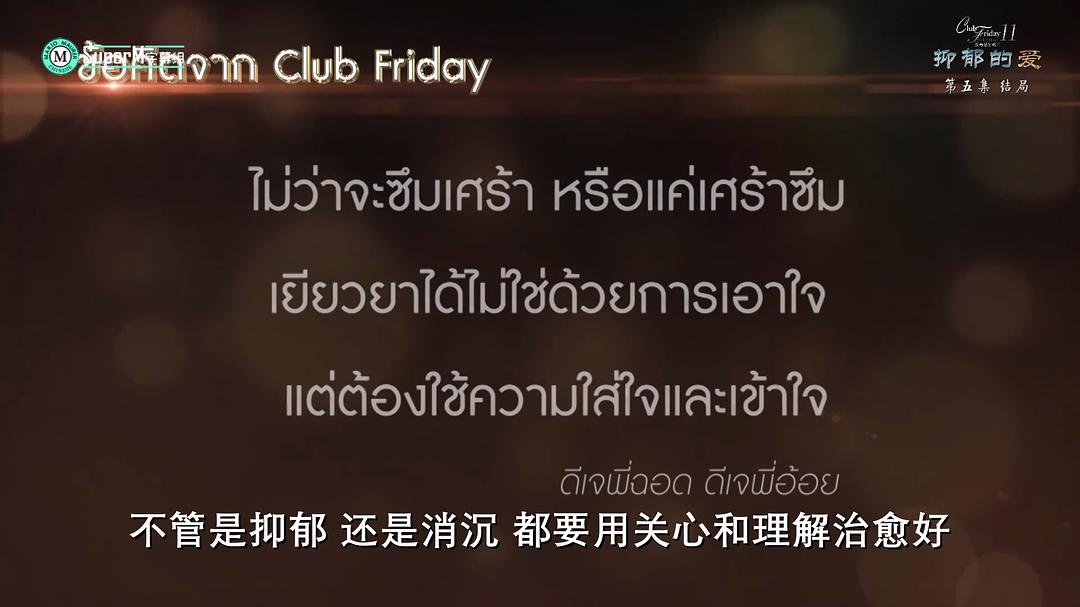 ข้อคิดจาก Club Friday
Club Friday 11
抑郁的爱
第五集 结局
ไม่ว่าจะซึมเศร้า หรือแค่เศร้าซึม
เยียวยาได้ไม่ใช่ด้วยการเอาใจ
แต่ต้องใช้ความใส่ใจและเข้าใจ
ดีเจพี่ฉอด ดีเจพี่อ้อย
不管是抑郁 还是消沉 都要用关心和理解治愈好